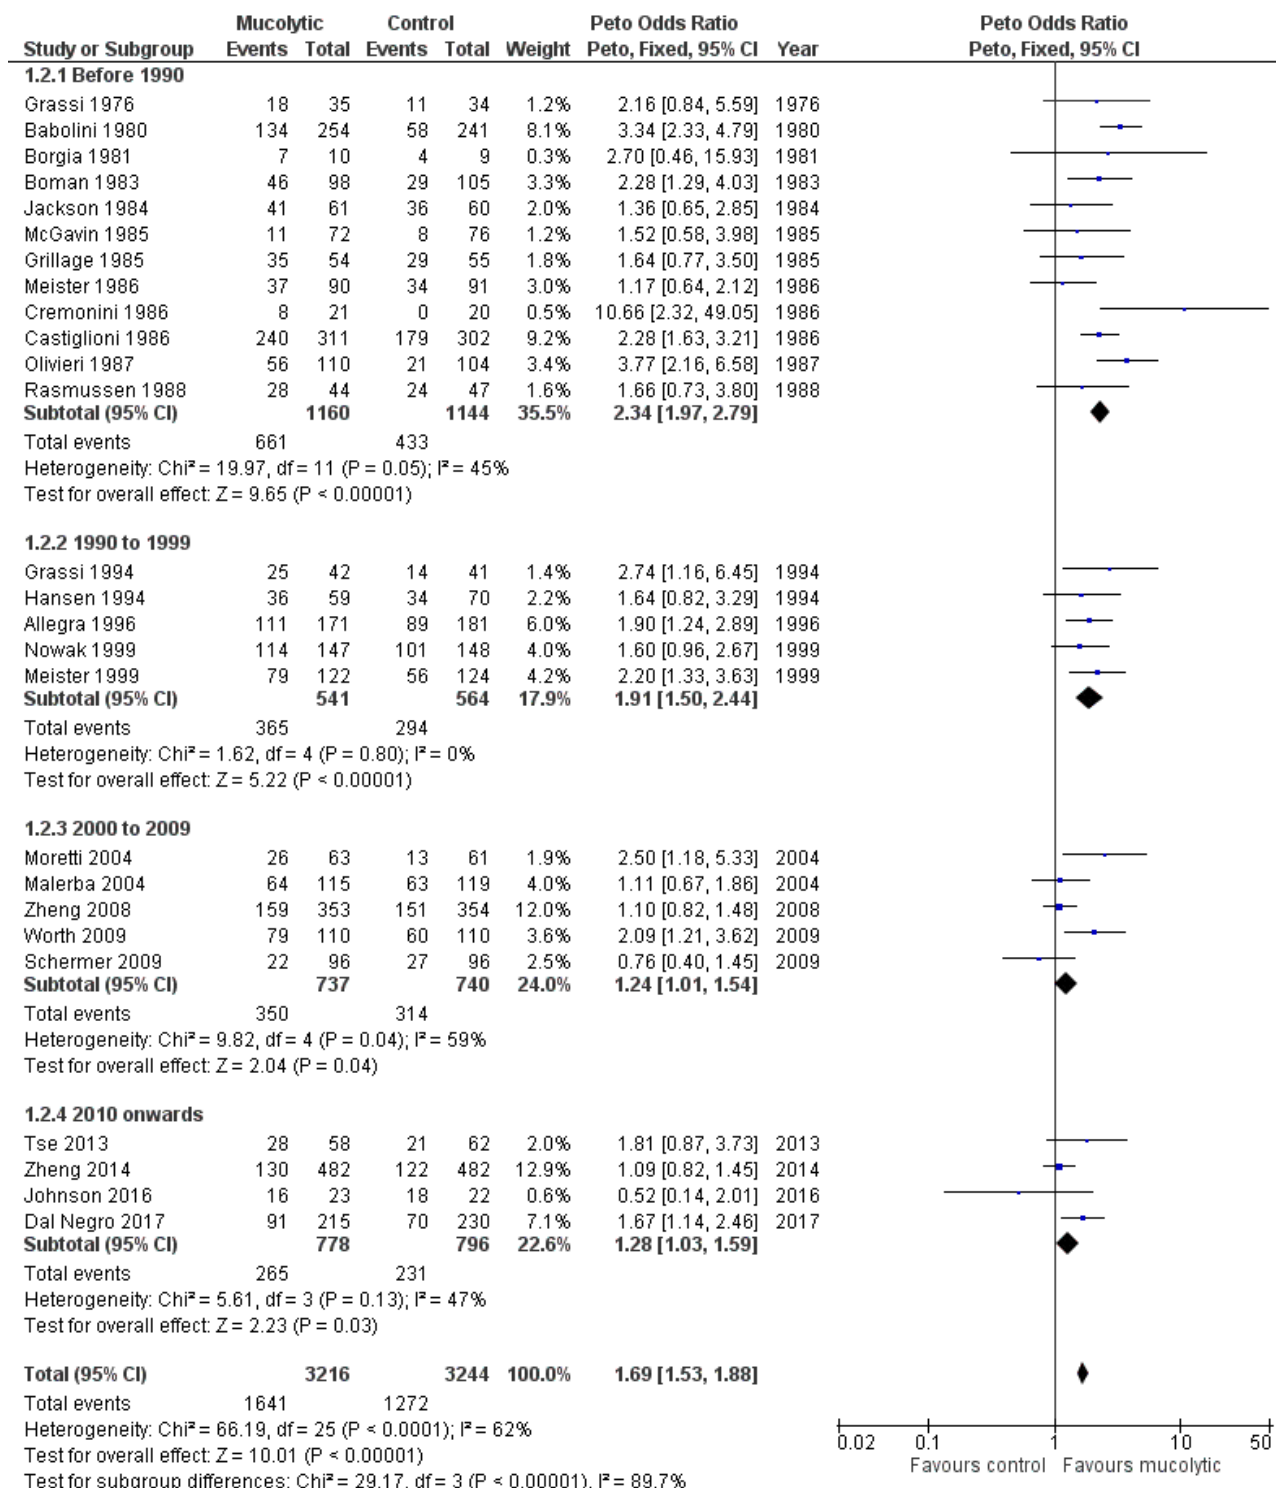 Mucolytic Control Peto Odds Ratio Peto Odds Ratio
Study or Subgroup Events Total Events Total Weight Peto, Fixed, 95% CI Year Peto, Fixed, 95% CI
1.2.1 Before 1990
Grassi 1976 18 35 11 34 1.2% 2.16 [0.84, 5.59] 1976
Babolini 1980 134 254 58 241 8.1% 3.34 [2.33, 4.79] 1980
Borgia 1981 7 10 4 9 0.3% 2.70 [0.46, 15.93] 1981
Boman 1983 46 98 29 105 3.3% 2.28 [1.29, 4.03] 1983
Jackson 1984 41 61 36 60 2.0% 1.36 [0.65, 2.85] 1984
McGavin 1985 11 72 8 76 1.2% 1.52 [0.58, 3.98] 1985
Grillage 1985 35 54 29 55 1.8% 1.64 [0.77, 3.50] 1985
Meister 1986 37 90 34 91 3.0% 1.17 [0.64, 2.12] 1986
Cremonini 1986 8 21 0 20 0.5% 10.66 [2.32, 49.05] 1986
Castiglioni 1986 240 311 179 302 9.2% 2.28 [1.63, 3.21] 1986
Olivieri 1987 56 110 21 104 3.4% 3.77 [2.16, 6.58] 1987
Rasmussen 1988 28 44 24 47 1.6% 1.66 [0.73, 3.80] 1988
Subtotal (95% CI) 1160 1144 35.5% 2.34 [1.97, 2.79]
Total events 661 433
Heterogeneity: Chi² = 19.97, df = 11 (P = 0.05); I² = 45%
Test for overall effect: Z = 9.65 (P < 0.00001)
1.2.2 1990 to 1999
Grassi 1994 25 42 14 41 1.4% 2.74 [1.16, 6.45] 1994
Hansen 1994 36 59 34 70 2.2% 1.64 [0.82, 3.29] 1994
Allegra 1996 111 171 89 181 6.0% 1.90 [1.24, 2.89] 1996
Nowak 1999 114 147 101 148 4.0% 1.60 [0.96, 2.67] 1999
Meister 1999 79 122 56 124 4.2% 2.20 [1.33, 3.63] 1999
Subtotal (95% CI) 541 564 17.9% 1.91 [1.50, 2.44]
Total events 365 294
Heterogeneity: Chi² = 1.62, df = 4 (P = 0.80); I² = 0%
Test for overall effect: Z = 5.22 (P < 0.00001)
1.2.3 2000 to 2009
Moretti 2004 26 63 13 61 1.9% 2.50 [1.18, 5.33] 2004
Malerba 2004 64 115 63 119 4.0% 1.11 [0.67, 1.86] 2004
Zheng 2008 159 353 151 354 12.0% 1.10 [0.82, 1.48] 2008
Worth 2009 79 110 60 110 3.6% 2.09 [1.21, 3.62] 2009
Schermer 2009 22 96 27 96 2.5% 0.76 [0.40, 1.45] 2009
Subtotal (95% CI) 737 740 24.0% 1.24 [1.01, 1.54]
Total events 350 314
Heterogeneity: Chi² = 9.82, df = 4 (P = 0.04); I² = 59%
Test for overall effect: Z = 2.04 (P = 0.04)
1.2.4 2010 onwards
Tse 2013 28 58 21 62 2.0% 1.81 [0.87, 3.73] 2013
Zheng 2014 130 482 122 482 12.9% 1.09 [0.82, 1.45] 2014
Johnson 2016 16 23 18 22 0.6% 0.52 [0.14, 2.01] 2016
Dal Negro 2017 91 215 70 230 7.1% 1.67 [1.14, 2.46] 2017
Subtotal (95% CI) 778 796 22.6% 1.28 [1.03, 1.59]
Total events 265 231
Heterogeneity: Chi² = 5.61, df = 3 (P = 0.13); I² = 47%
Test for overall effect: Z = 2.23 (P = 0.03)
Total (95% CI) 3216 3244 100.0% 1.69 [1.53, 1.88]
Total events 1641 1272
Heterogeneity: Chi² = 66.19, df = 25 (P < 0.0001); I² = 62%
Test for overall effect: Z = 10.01 (P < 0.00001)
Test for subgroup differences: Chi² = 29.17, df = 3 (P < 0.00001), I² = 89.7%
0.02 0.1 1 10 50
Favours control Favours mucolytic